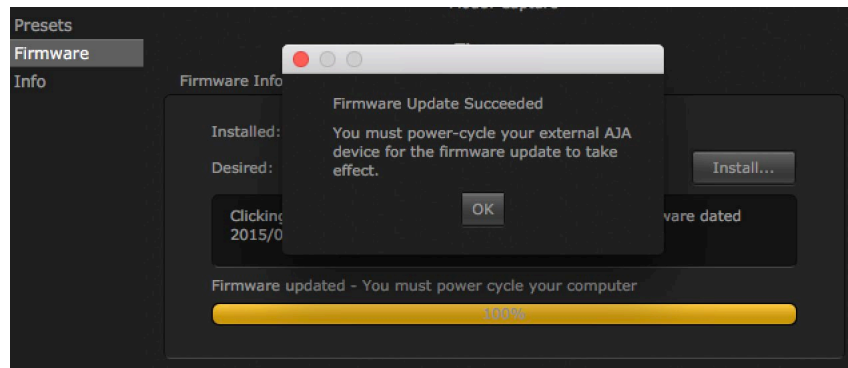 Presets
Firmware
Info
Firmware Info
Firmware Update Succeeded
You must power-cycle your external AJA
device for the firmware update to take
effect.
OK
Installed:
Desired:
Install...
Clicking
dated
2015/0
Firmware updated - You must power cycle your computer
100%